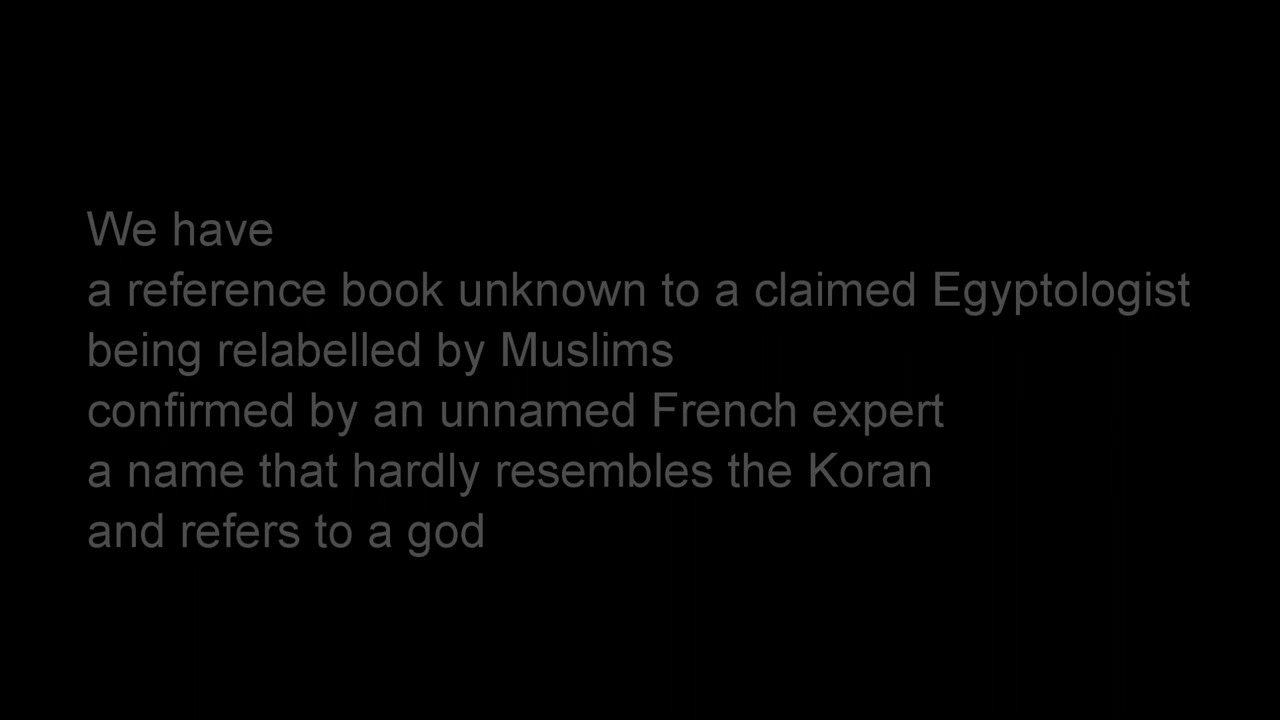 We have
a reference book unknown to a claimed Egyptologist
being relabelled by Muslims
confirmed by an unnamed French expert
a name that hardly resembles the Koran
and refers to a god